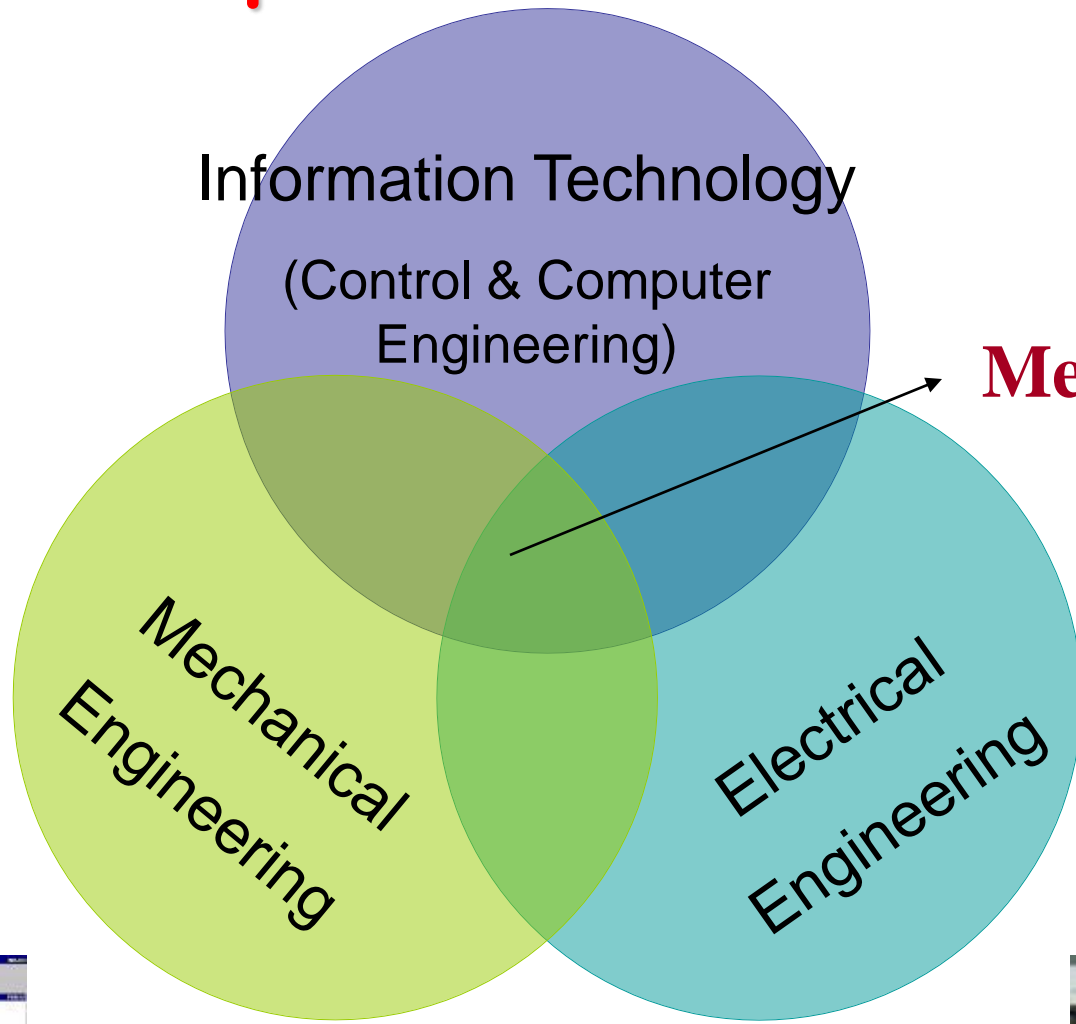 Information Technology
(Control & Computer
Engineering)
Me
Mechanical
Engineering
Electrical
Engineering